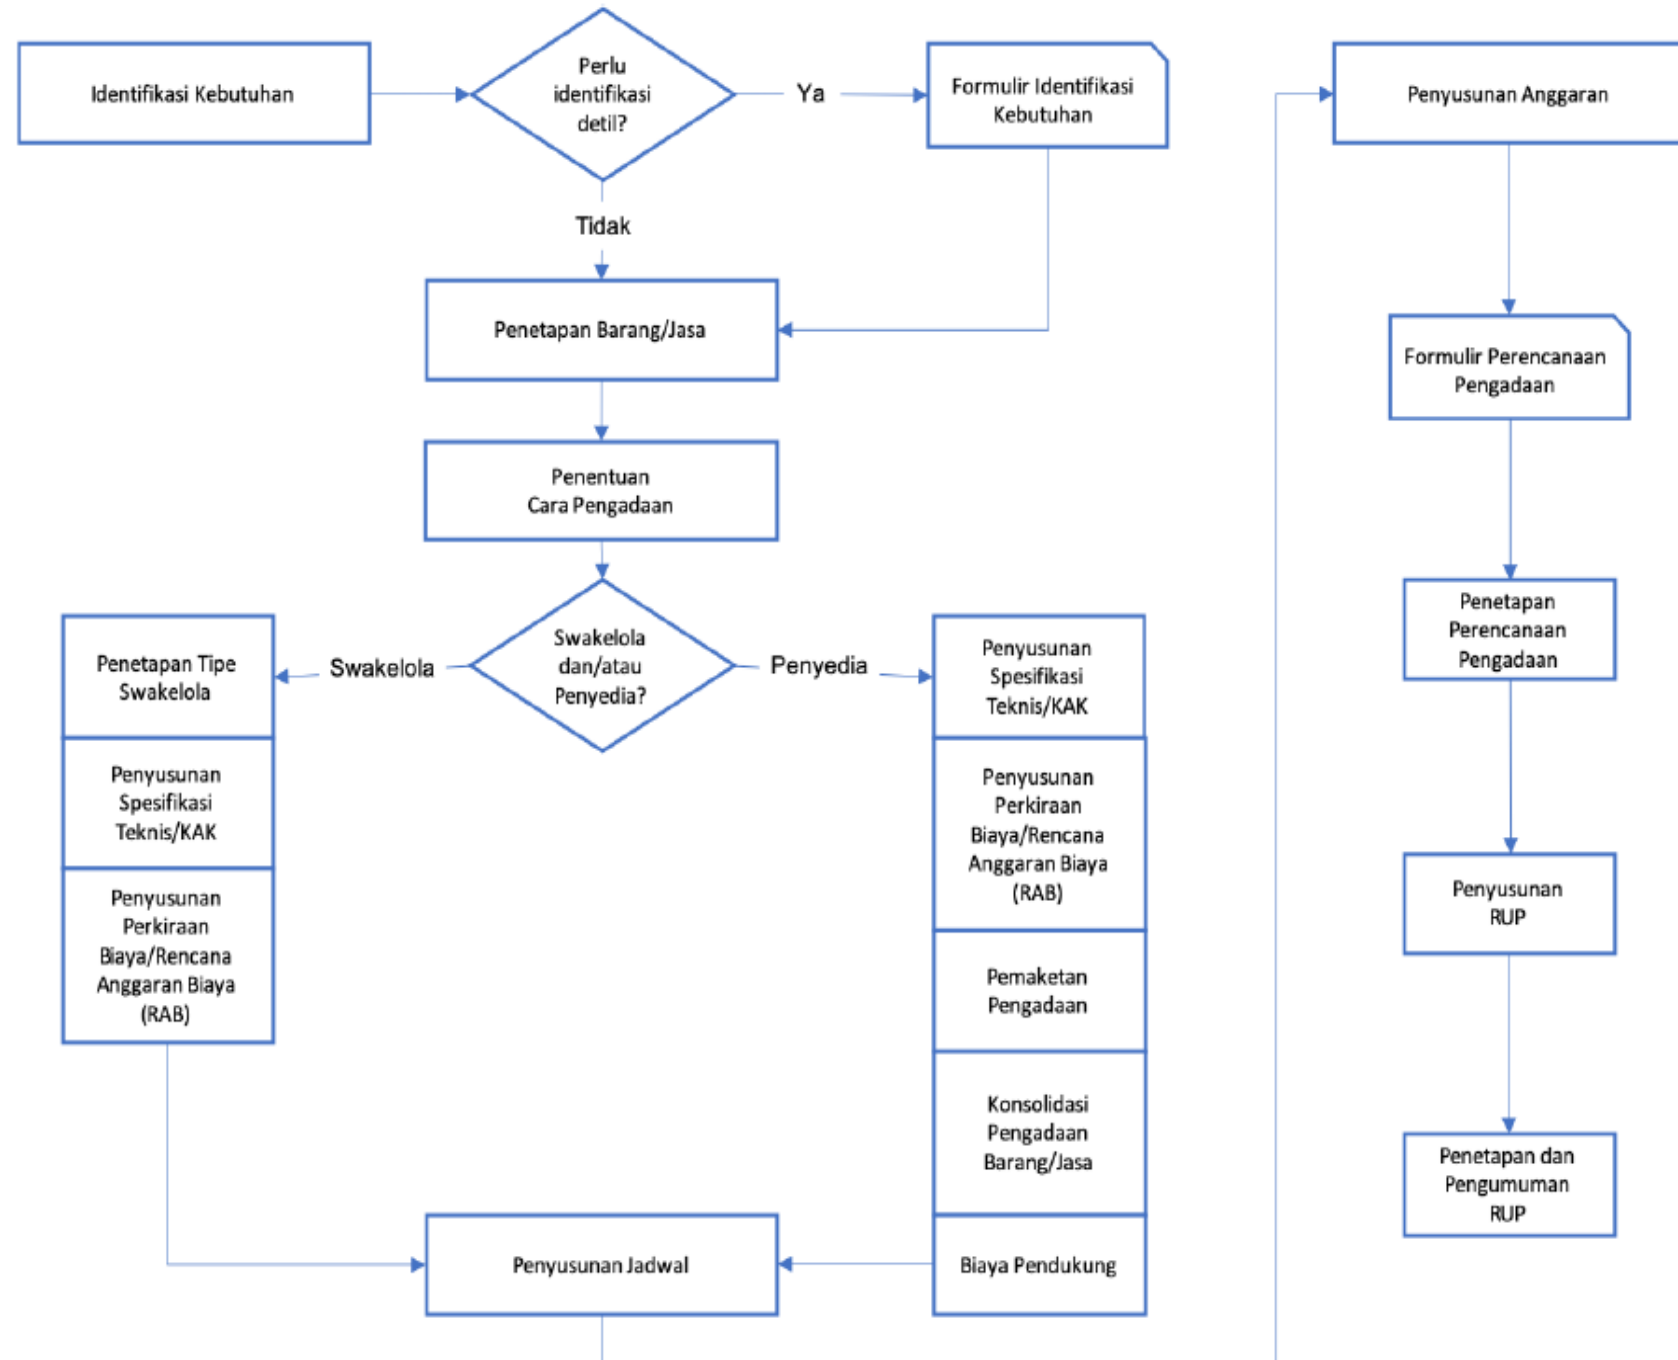 Identifikasi Kebutuhan
Perlu
identifikasi
detil?
Ya
Formulir Identifikasi
Kebutuhan
Tidak
Penetapan Barang/Jasa
Penentuan
Cara Pengadaan
Swakelola
dan/atau
Penyedia?
Swakelola
Penetapan Tipe
Swakelola
Penyusunan
Spesifikasi
Teknis/KAK
Penyusunan
Perkiraan
Biaya/Rencana
Anggaran Biaya
(RAB)
Penyedia
Penyusunan
Spesifikasi
Teknis/KAK
Penyusunan
Perkiraan
Biaya/Rencana
Anggaran Biaya
(RAB)
Pemaketan
Pengadaan
Konsolidasi
Pengadaan
Barang/Jasa
Biaya Pendukung
Penyusunan Jadwal
Penyusunan Anggaran
Formulir Perencanaan
Pengadaan
Penetapan
Perencanaan
Pengadaan
Penyusunan
RUP
Penetapan dan
Pengumuman
RUP